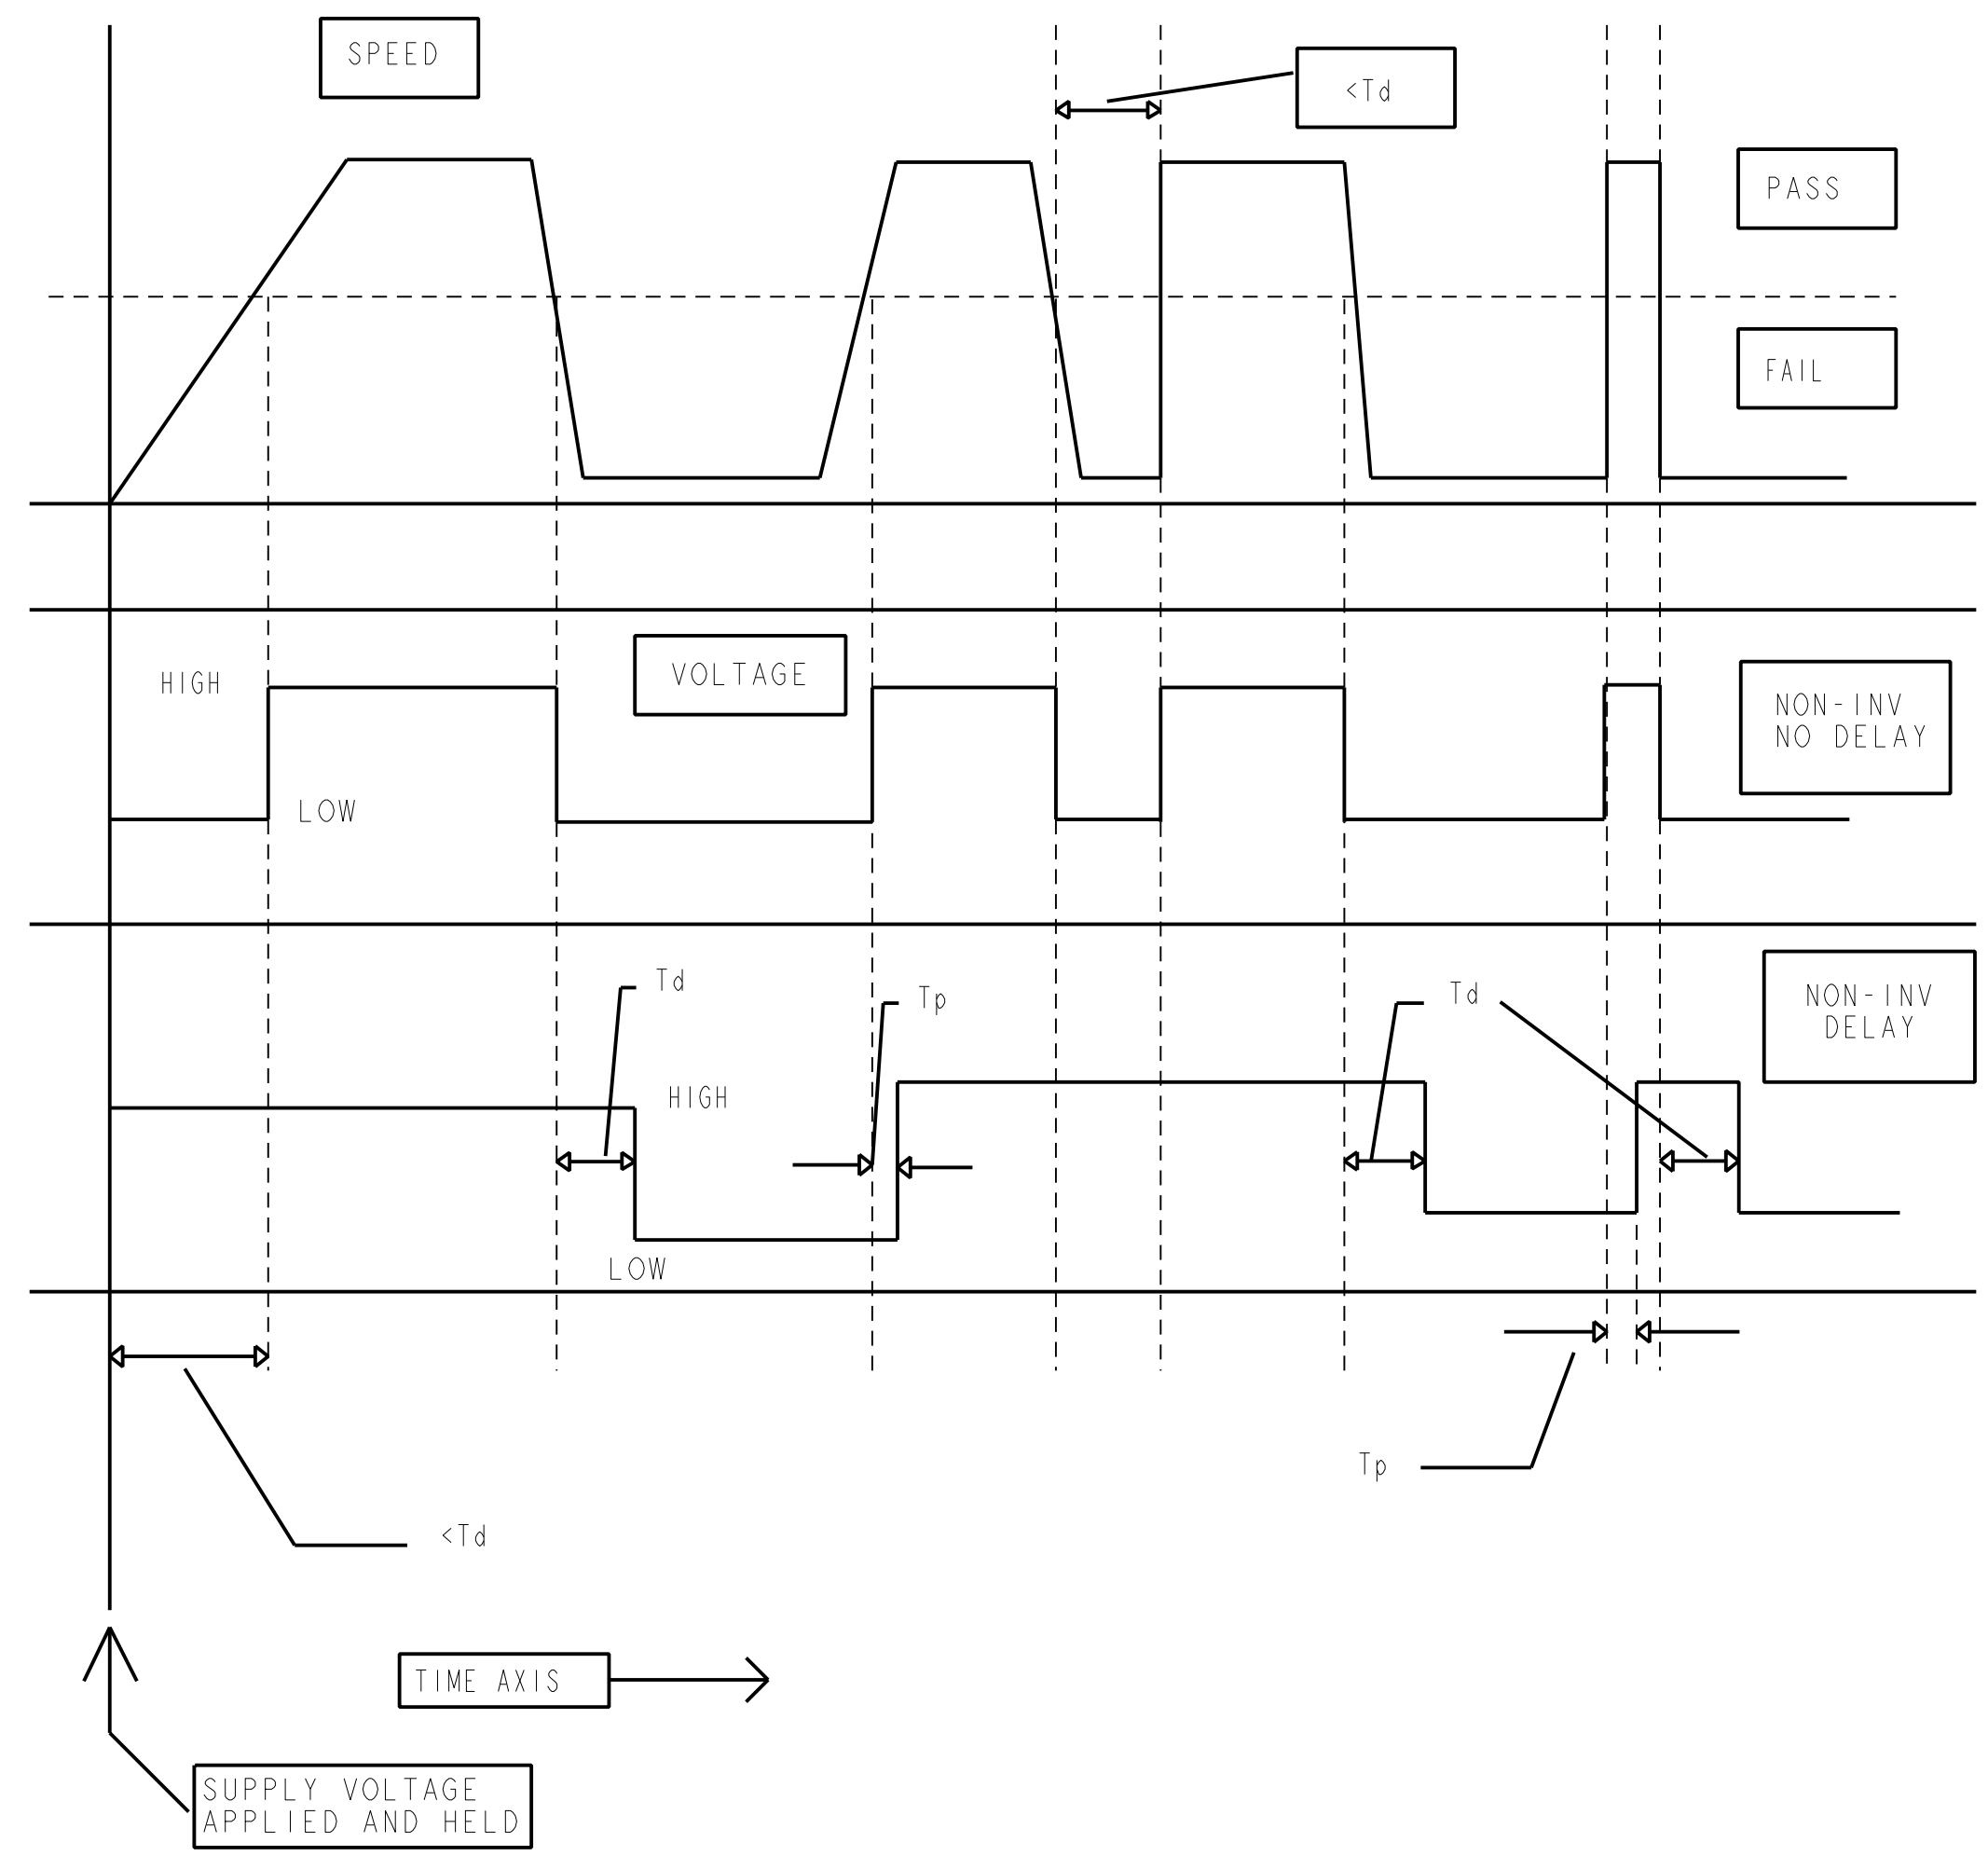 SPEED
<Td
PASS
FAIL
HIGH
VOLTAGE
NON-INV
NO DELAY
LOW
Td
Tp
Td
NON-INV
DELAY
HIGH
LOW
Tp
<Td
TIME AXIS
SUPPLY VOLTAGE
APPLIED AND HELD